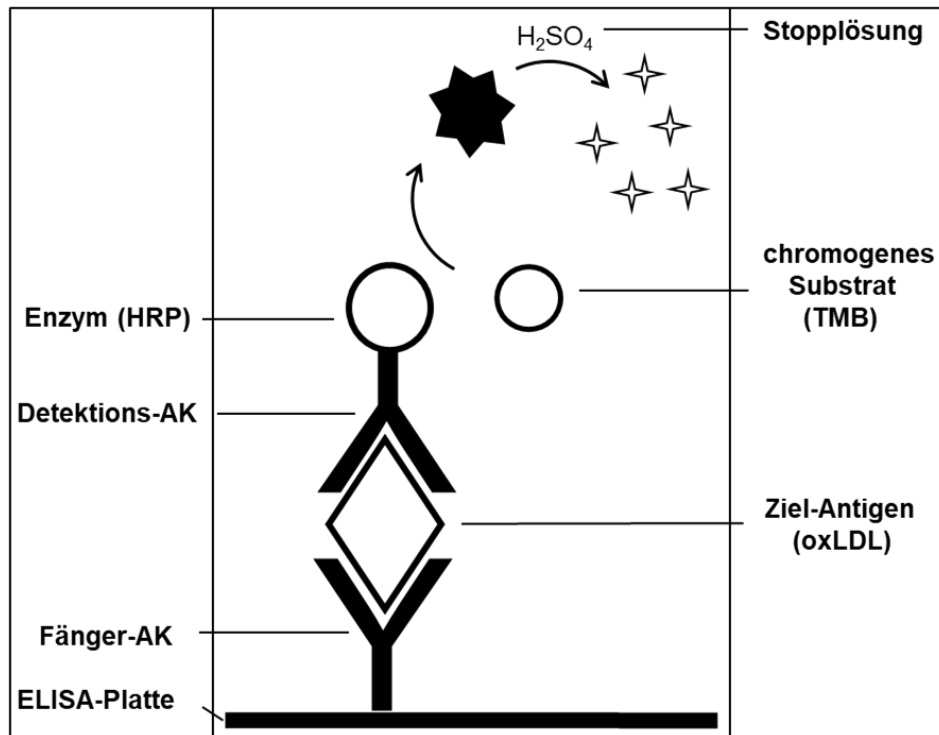 H₂SO₄
Stopplösung
chromogenes
Substrat
(TMB)
Enzym (HRP)
Detektions-AK
Ziel-Antigen
(oxLDL)
Fänger-AK
ELISA-Platte